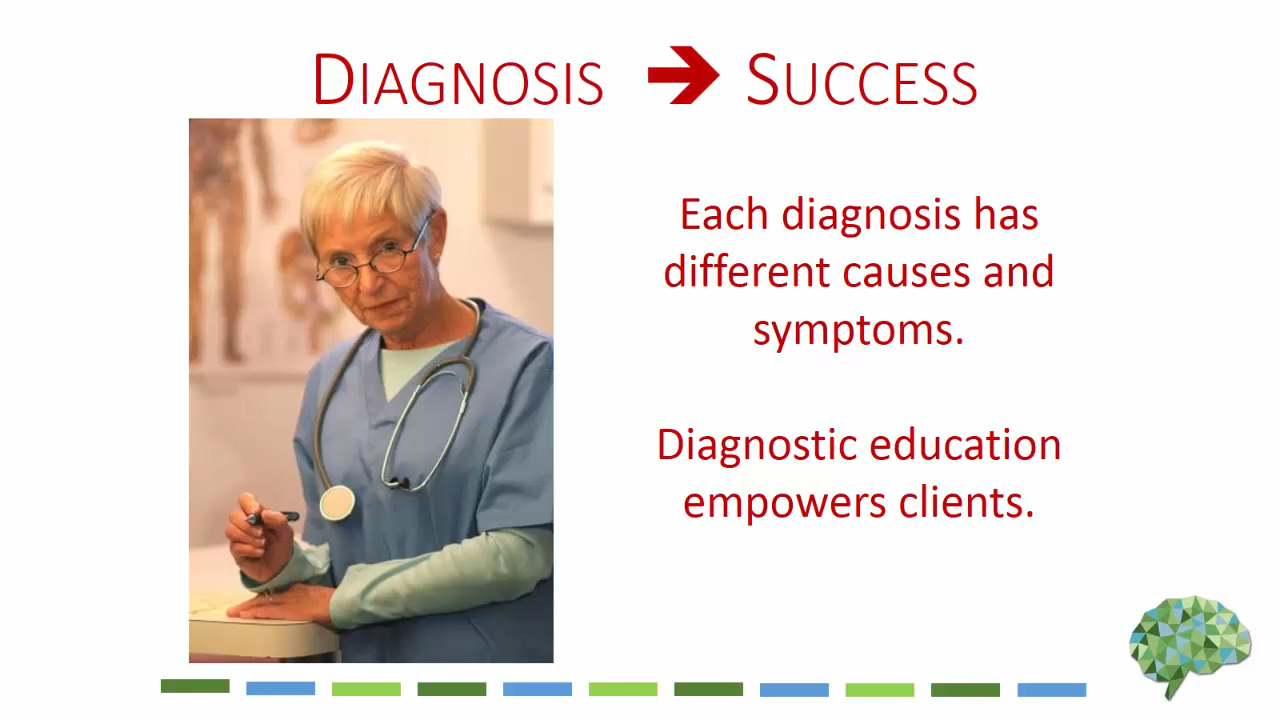 DIAGNOSIS → SUCCESS
Each diagnosis has
different causes and
symptoms.
Diagnostic education
empowers clients.